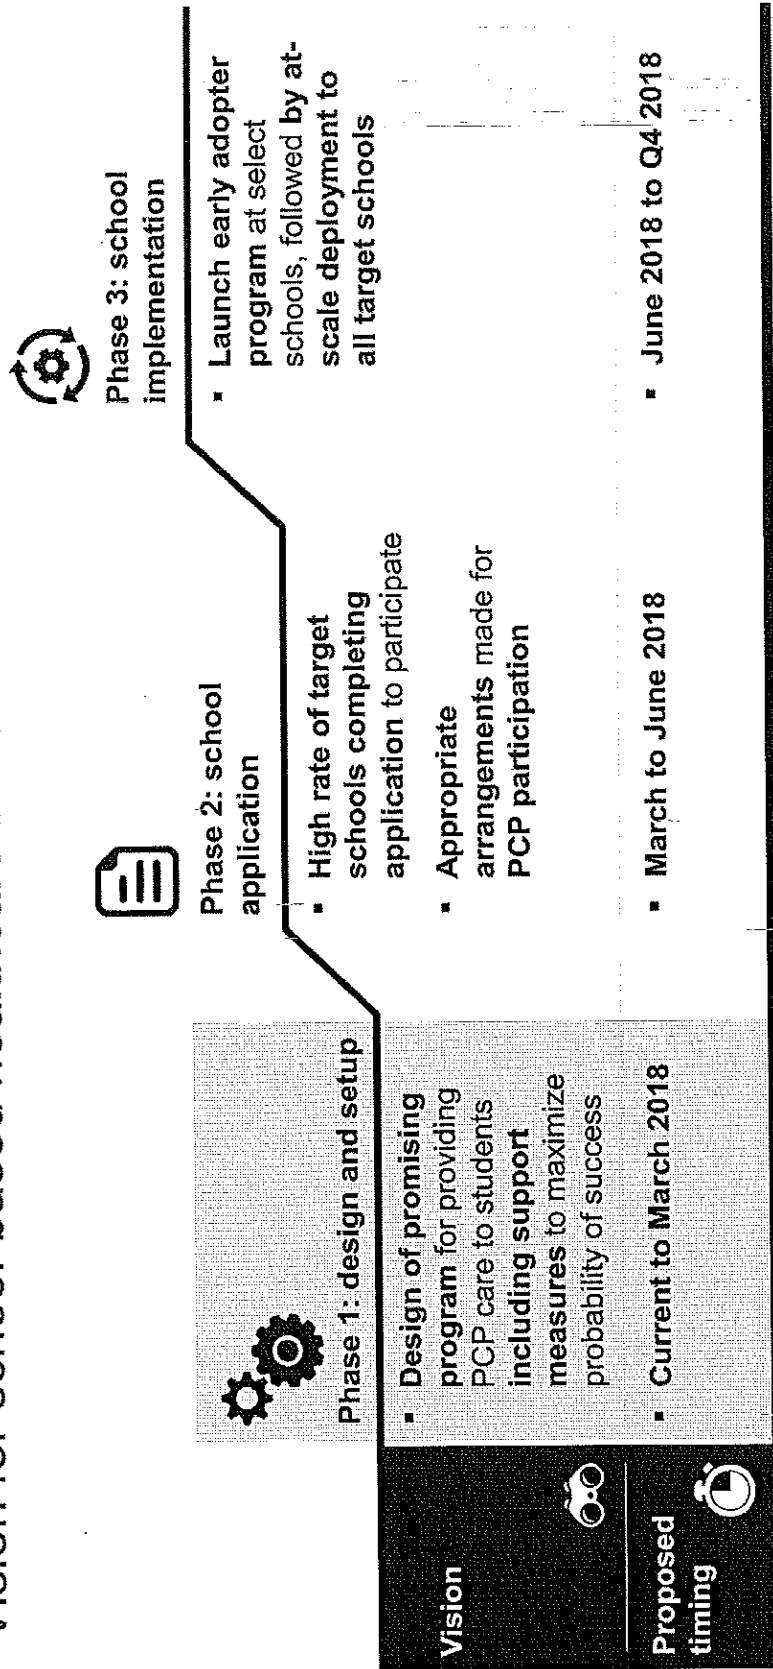 Vision for school-based
Phase 1: design and setup
Phase 2: school
application
Phase 3: school
implementation
Vision
▪ Design of promising
program for providing
PCP care to students
including support
measures to maximize
probability of success
▪ High rate of target
schools completing
application to participate
▪ Appropriate
arrangements made for
PCP participation
▪ Launch early adopter
program at select
schools, followed by at-
scale deployment to
all target schools
Proposed
timing
▪ Current to March 2018
▪ March to June 2018
▪ June 2018 to Q4 2018